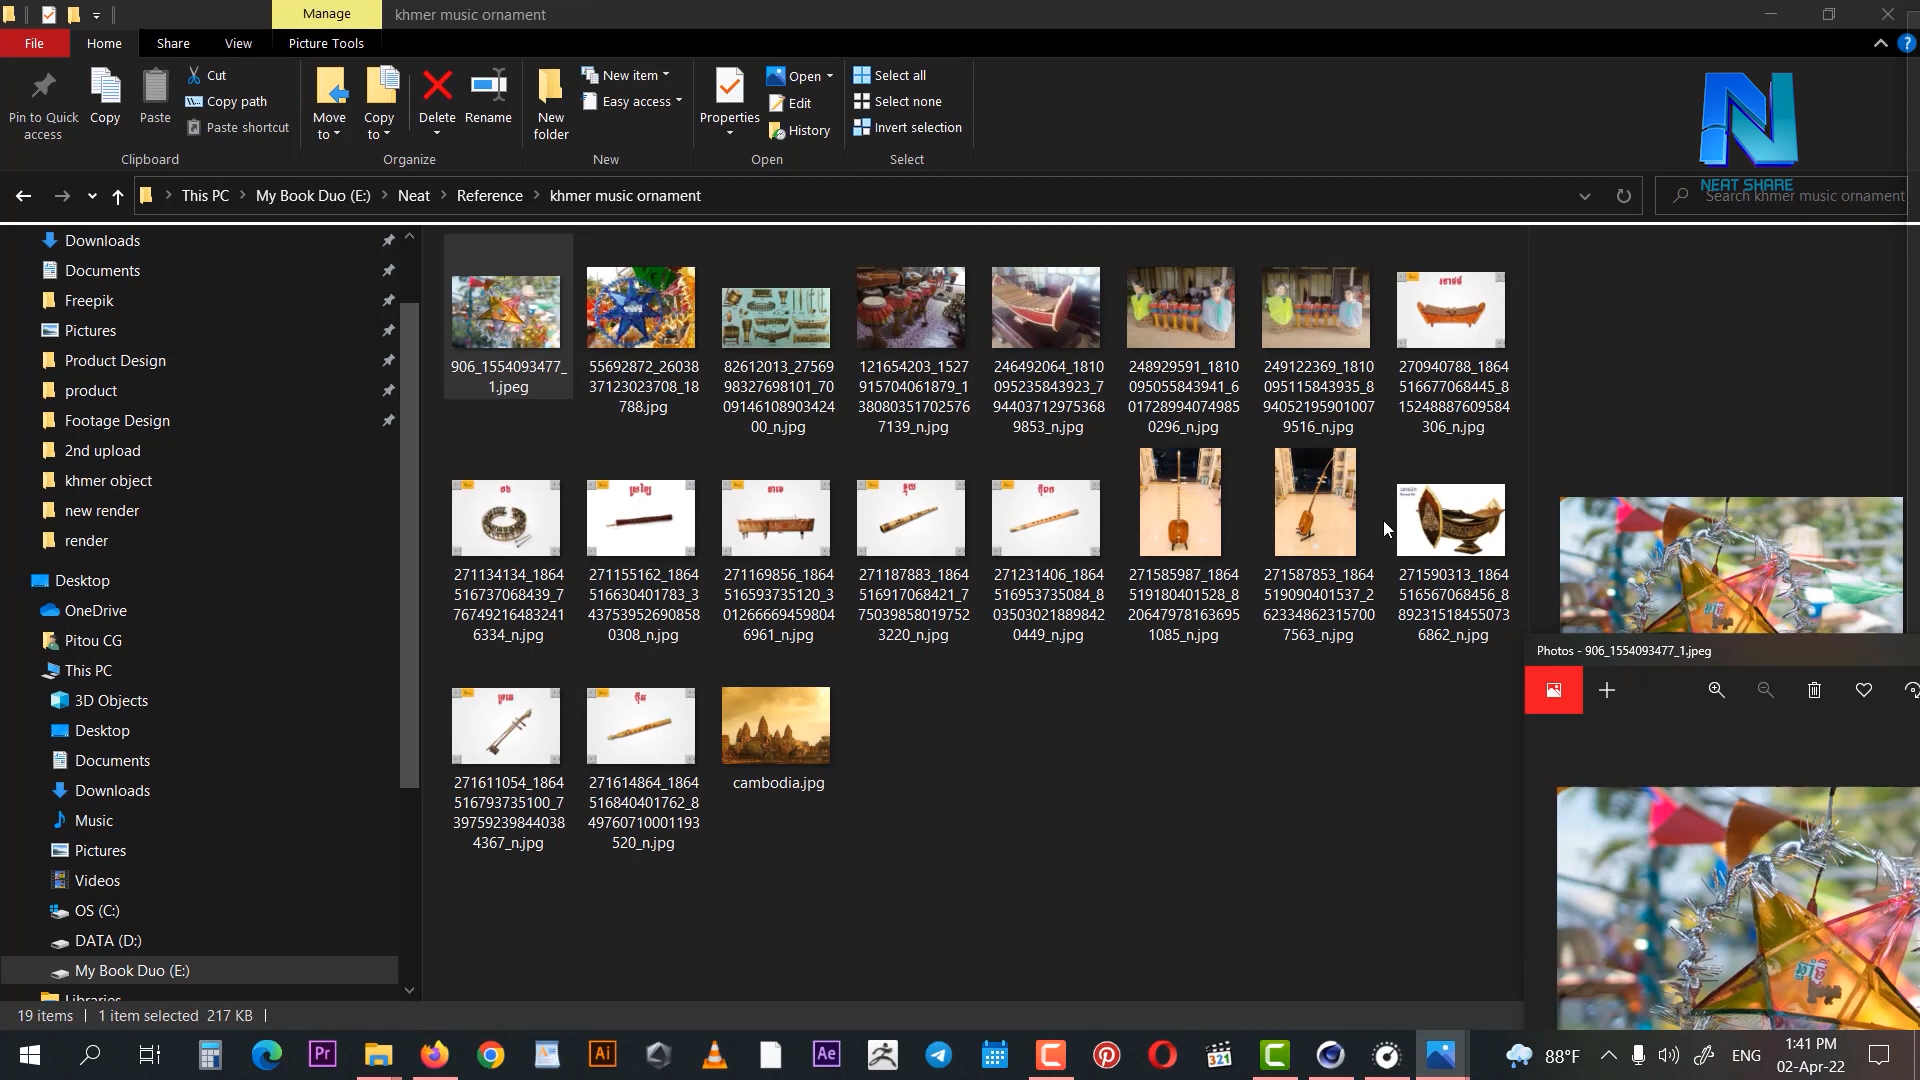 Manage
khmer music ornament
File
Home
Share
View
Picture Tools
Pin to Quick access
Copy
Paste
Cut
Copy path
Paste shortcut
Clipboard
Move to
Copy to
Delete
Rename
Organize
New folder
New item
Easy access
New
Properties
Open
Edit
History
Open
Select all
Select none
Invert selection
Select
NEAT SHARE
This PC
My Book Duo (E:)
Neat
Reference
khmer music ornament
Search khmer music ornament
Downloads
Documents
Freepik
Pictures
Product Design
product
Footage Design
2nd upload
khmer object
new render
render
Desktop
OneDrive
Pitou CG
This PC
3D Objects
Desktop
Documents
Downloads
Music
Pictures
Videos
OS (C:)
DATA (D:)
My Book Duo (E:)
Libraries
906_1554093477_
1.jpeg
55692872_26038
37123023708_18
788.jpg
82612013_27569
98327698101_70
09146108903424
00_n.jpg
121654203_1527
915704061879_1
38080351702576
7139_n.jpg
246492064_1810
095235843923_7
94403712975368
9853_n.jpg
248929591_1810
095055843941_6
01728994074985
0296_n.jpg
249122369_1810
095115843935_8
94052195901007
9516_n.jpg
270940788_1864
516677068445_8
15248887609584
306_n.jpg
271134134_1864
516737068439_7
76749216483241
6334_n.jpg
271155162_1864
516630401783_3
43753952690858
0308_n.jpg
271169856_1864
516593735120_3
01266669459804
6961_n.jpg
271187883_1864
516917068421_7
75039858019752
3220_n.jpg
271231406_1864
516953735084_8
03503021889842
0449_n.jpg
271585987_1864
519180401528_8
20647978163695
1085_n.jpg
271587853_1864
519090401537_2
62334862315700
7563_n.jpg
271590313_1864
516567068456_8
89231518455073
6862_n.jpg
271611054_1864
516793735100_7
39759239844038
4367_n.jpg
271614864_1864
516840401762_8
49760710001193
520_n.jpg
cambodia.jpg
Photos - 906_1554093477_1.jpeg
19 items
1 item selected 217 KB
Pr
Ai
Ae
321
88°F
ENG
1:41 PM
02-Apr-22